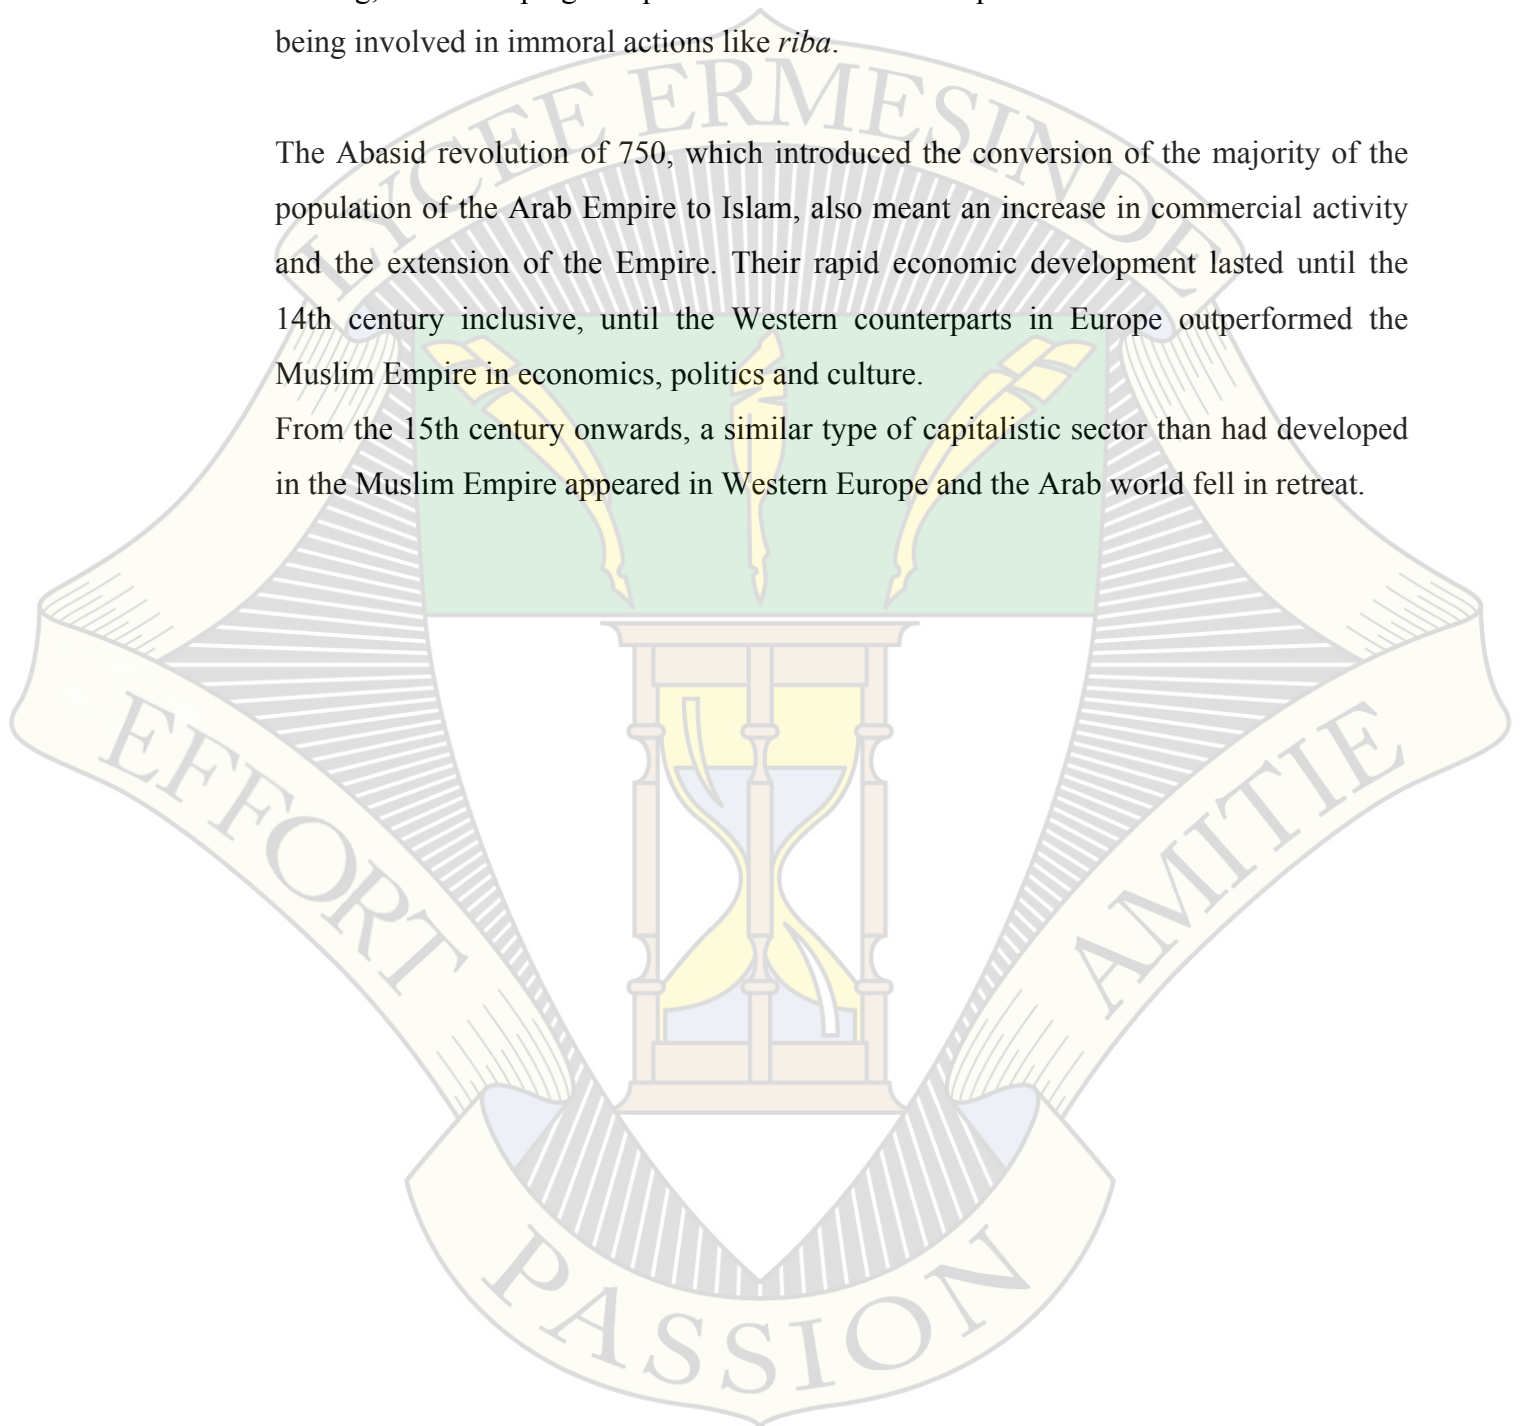 being involved in immoral actions like riba.
The Abasid revolution of 750, which introduced the conversion of the majority of the
population of the Arab Empire to Islam, also meant an increase in commercial activity
and the extension of the Empire. Their rapid economic development lasted until the
14th century inclusive, until the Western counterparts in Europe outperformed the
Muslim Empire in economics, politics and culture.
From the 15th century onwards, a similar type of capitalistic sector than had developed
in the Muslim Empire appeared in Western Europe and the Arab world fell in retreat.
LYCEE ERMESINDE
EFFORT
AMITIE
PASSION